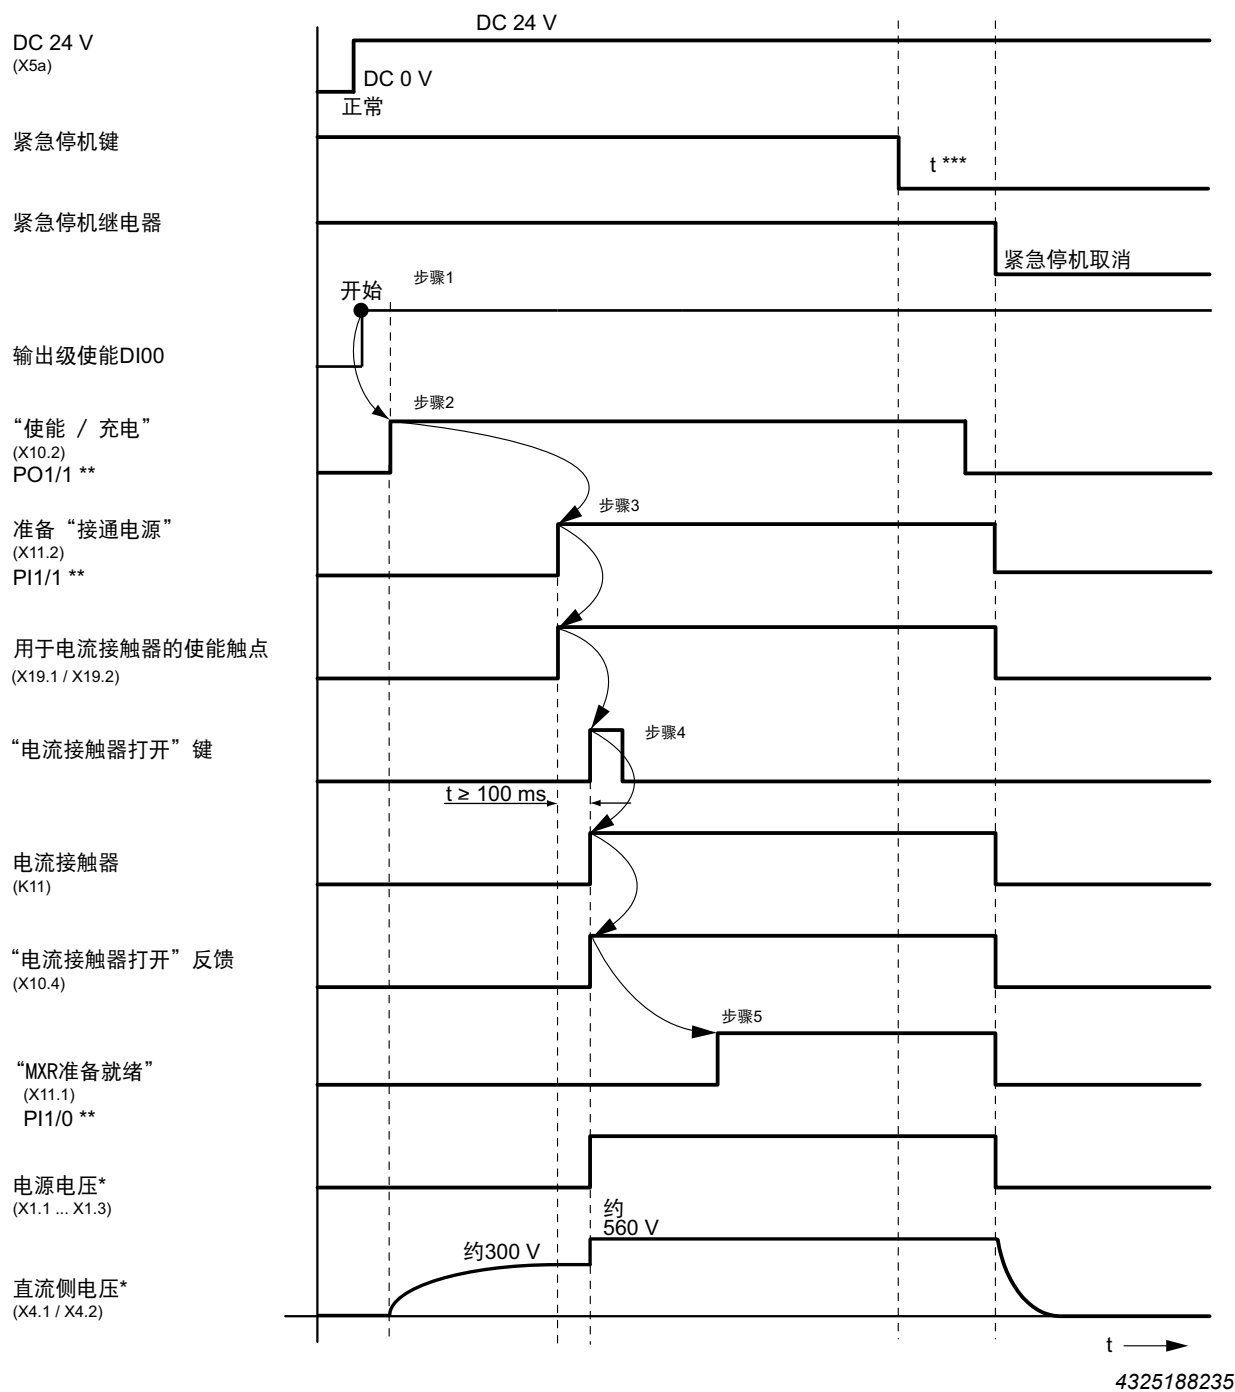 DC 24 V
DC 24 V
(X5a)
DC 0 V
正常
紧急停机键
t ***
紧急停机继电器
紧急停机取消
步骤1
开始
输出级使能DI00
步骤2
“使能 / 充电”
(X10.2)
PO1/1 **
步骤3
准备“接通电源”
(X11.2)
PI1/1 **
用于电流接触器的使能触点
(X19.1 / X19.2)
步骤4
“电流接触器打开”键
t ≥ 100 ms
电流接触器
(K11)
“电流接触器打开”反馈
(X10.4)
步骤5
“MXR准备就绪”
(X11.1)
PI1/0 **
电源电压*
(X1.1 ... X1.3)
约
560 V
约300 V
直流侧电压*
(X4.1 / X4.2)
t
4325188235